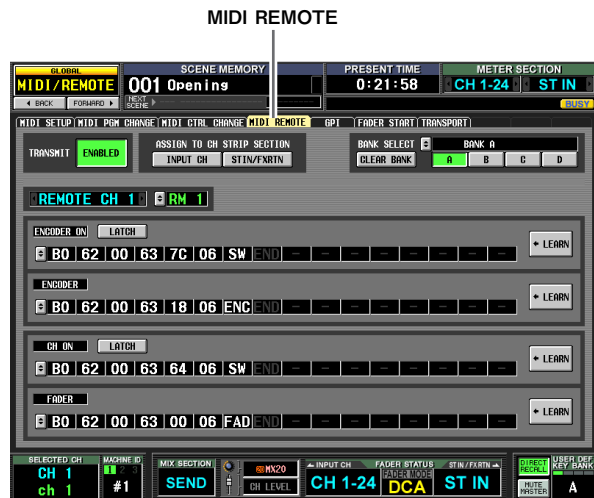 MIDI REMOTE
GLOBAL SCENE MEMORY PRESENT TIME METER SECTION
MIDI/REMOTE 001 Opening 0:21:58 CH 1-24 ST IN
BACK FORWARD NEXT SCENE BUSY
MIDI SETUP MIDI PGM CHANGE MIDI CTRL CHANGE MIDI REMOTE GPI FADER START TRANSPORT
TRANSMIT ENABLED
ASSIGN TO CH STRIP SECTION
INPUT CH STIN/FXRTN
BANK SELECT BANK A
CLEAR BANK A B C D
REMOTE CH 1 RM 1
ENCODER ON LATCH
B0 62 00 63 7C 06 SW END - - - - - - - -
LEARN
ENCODER
B0 62 00 63 18 06 ENC END - - - - - - - -
LEARN
CH ON LATCH
B0 62 00 63 64 06 SW END - - - - - - - -
LEARN
FADER
B0 62 00 63 00 06 FAD END - - - - - - - -
LEARN
SELECTED CH MACHINE ID MIX SECTION MX20 INPUT CH FADER STATUS ST IN/FXRTN DIRECT RECALL USER DEF KEY BANK
CH 1 1 2 3 SEND CH LEVEL CH 1-24 FADER MODE DCA ST IN
ch 1 #1 MUTE MASTER A